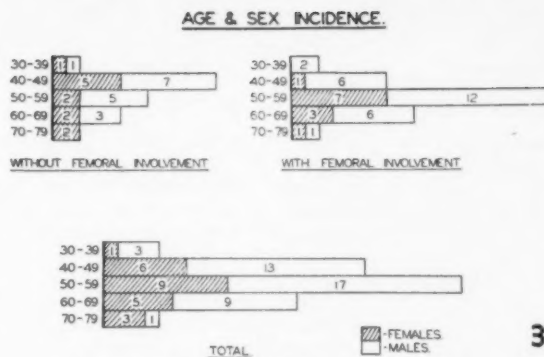 AGE & SEX INCIDENCE.
30-39 1 1
40-49 5 7
50-59 2 5
60-69 2 3
70-79 2
WITHOUT FEMORAL INVOLVEMENT
30-39 2
40-49 1 6
50-59 7 12
60-69 3 6
70-79 1 1
WITH FEMORAL INVOLVEMENT
30-39 1 3
40-49 6 13
50-59 9 17
60-69 5 9
70-79 3 1
TOTAL
-FEMALES.
-MALES.
3